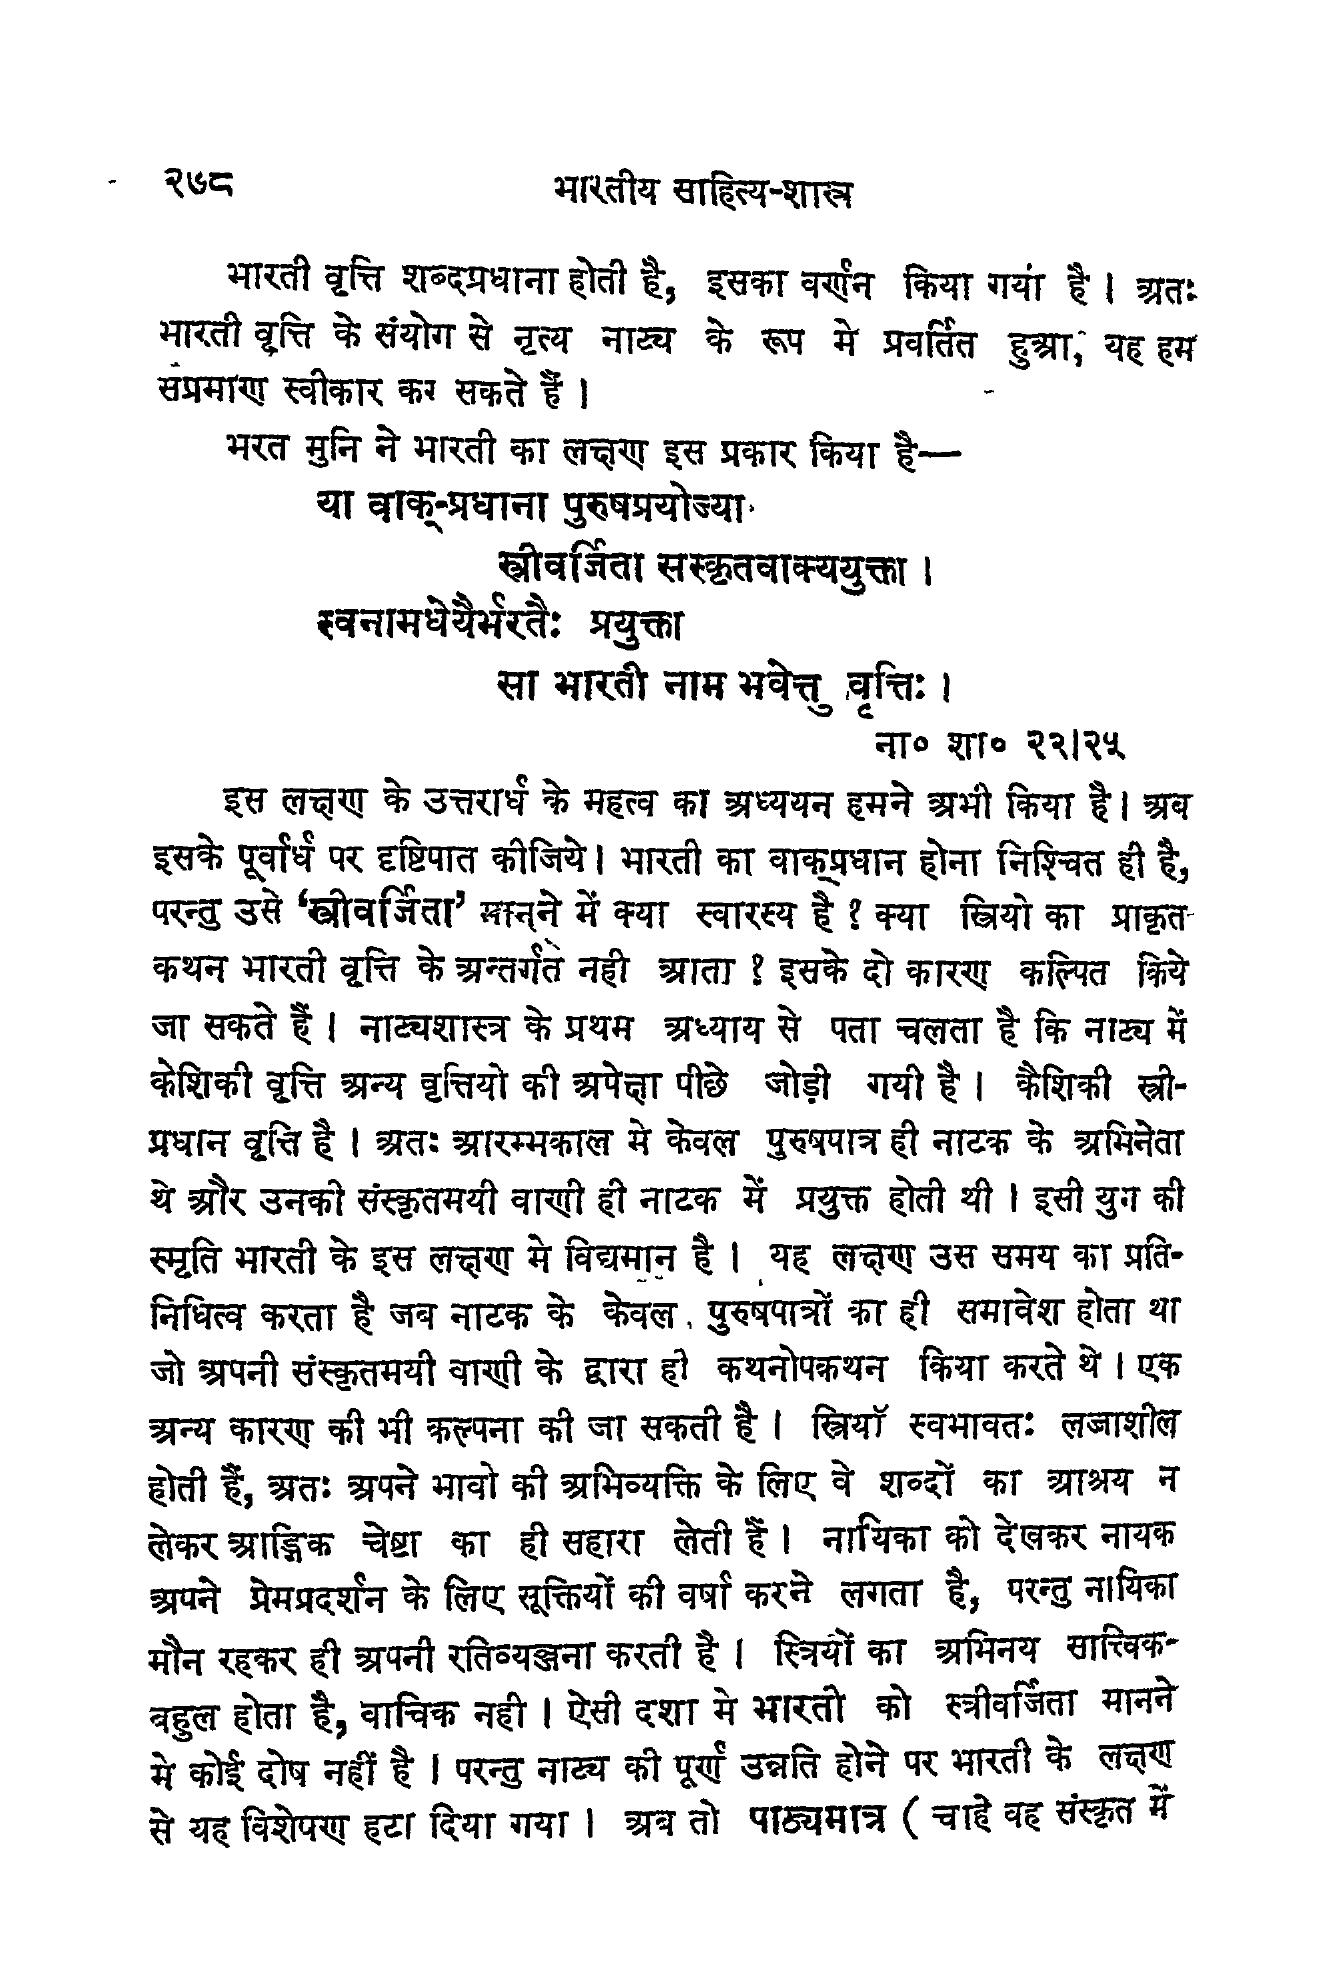 २७८ भारतीय साहित्य-शास्त्र
भारती वृत्ति शब्दप्रधाना होती है, इसका वर्णन किया गया है । अतः
भारती वृत्ति के संयोग से नृत्य नाट्य के रूप मे प्रवर्तित हुआ, यह हम
सप्रमाण स्वीकार कर सकते हैं ।
भरत मुनि ने भारती का लक्षण इस प्रकार किया है—
या वाक्-प्रधाना पुरुषप्रयोज्या
स्त्रीवर्जिता सस्कृतवाक्ययुक्ता ।
स्वनामधेयैर्भरतैः प्रयुक्ता
सा भारती नाम भवेत्तु वृत्तिः ।
ना० शा० २२।२५
इस लक्षण के उत्तरार्ध के महत्व का अध्ययन हमने अभी किया है। अब
इसके पूर्वार्ध पर दृष्टिपात कीजिये। भारती का वाक्प्रधान होना निश्चित ही है,
परन्तु उसे ‘स्त्रीवर्जिता’ मानने में क्या स्वारस्य है ? क्या स्त्रियो का प्राकृत
कथन भारती वृत्ति के अन्तर्गत नही आता ? इसके दो कारण कल्पित किये
जा सकते हैं । नाट्यशास्त्र के प्रथम अध्याय से पता चलता है कि नाट्य में
केशिकी वृत्ति अन्य वृत्तियो की अपेक्षा पीछे जोड़ी गयी है । कैशिकी स्त्री-
प्रधान वृत्ति है । अतः आरम्भकाल मे केवल पुरुषपात्र ही नाटक के अभिनेता
थे और उनकी संस्कृतमयी वाणी ही नाटक में प्रयुक्त होती थी । इसी युग की
स्मृति भारती के इस लक्षण मे विद्यमान है । यह लक्षण उस समय का प्रति-
निधित्व करता है जब नाटक के केवल पुरुषपात्रों का ही समावेश होता था
जो अपनी संस्कृतमयी वाणी के द्वारा ही कथनोपकथन किया करते थे । एक
अन्य कारण की भी कल्पना की जा सकती है । स्त्रियाॅ स्वभावतः लज्जाशील
होती हैं, अतः अपने भावो की अभिव्यक्ति के लिए वे शब्दों का आश्रय न
लेकर आङ्गिक चेष्टा का ही सहारा लेती हैं । नायिका को देखकर नायक
अपने प्रेमप्रदर्शन के लिए सूक्तियों की वर्षा करने लगता है, परन्तु नायिका
मौन रहकर ही अपनी रतिव्यञ्जना करती है । स्त्रियों का अभिनय सात्त्विक-
बहुल होता है, वाचिक नही । ऐसी दशा मे भारती को स्त्रीवर्जिता मानने
मे कोई दोष नहीं है । परन्तु नाट्य की पूर्ण उन्नति होने पर भारती के लक्षण
से यह विशेषण हटा दिया गया । अब तो पाठ्यमात्र ( चाहे वह संस्कृत में